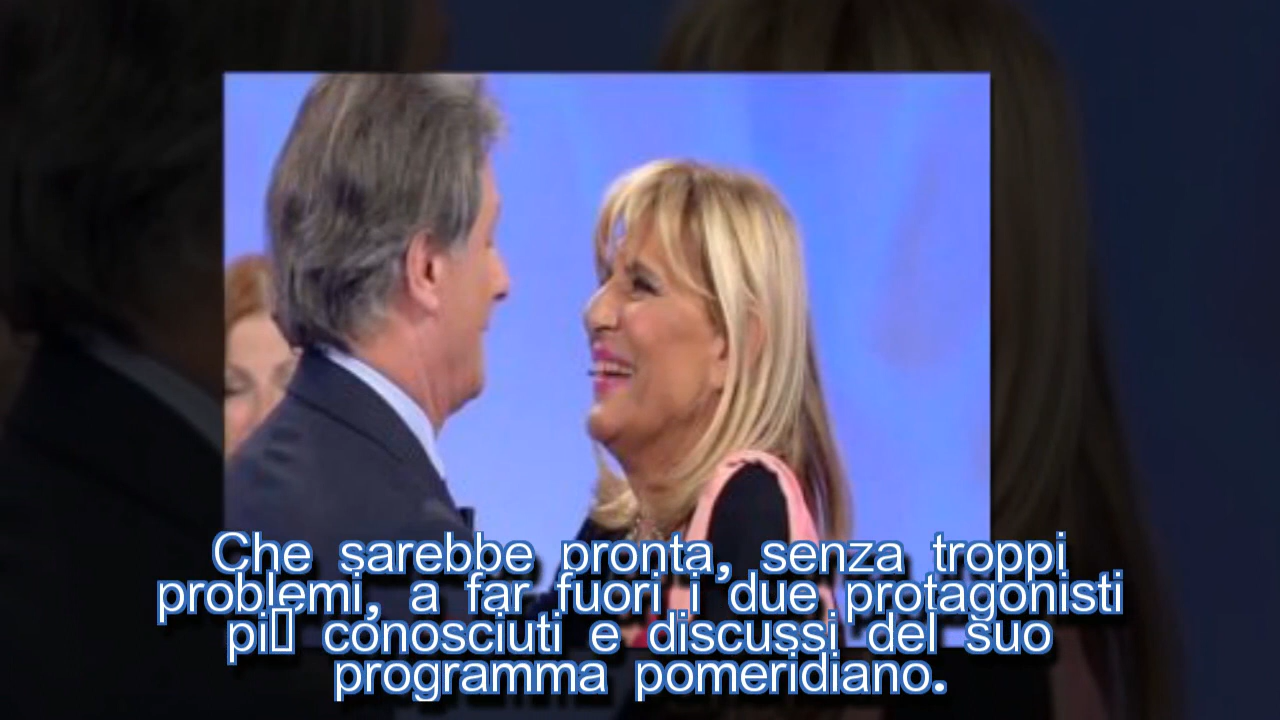 Che sarebbe pronta, senza troppi
problemi, a far fuori i due protagonisti
pi▯ conosciuti e discussi del suo
programma pomeridiano.